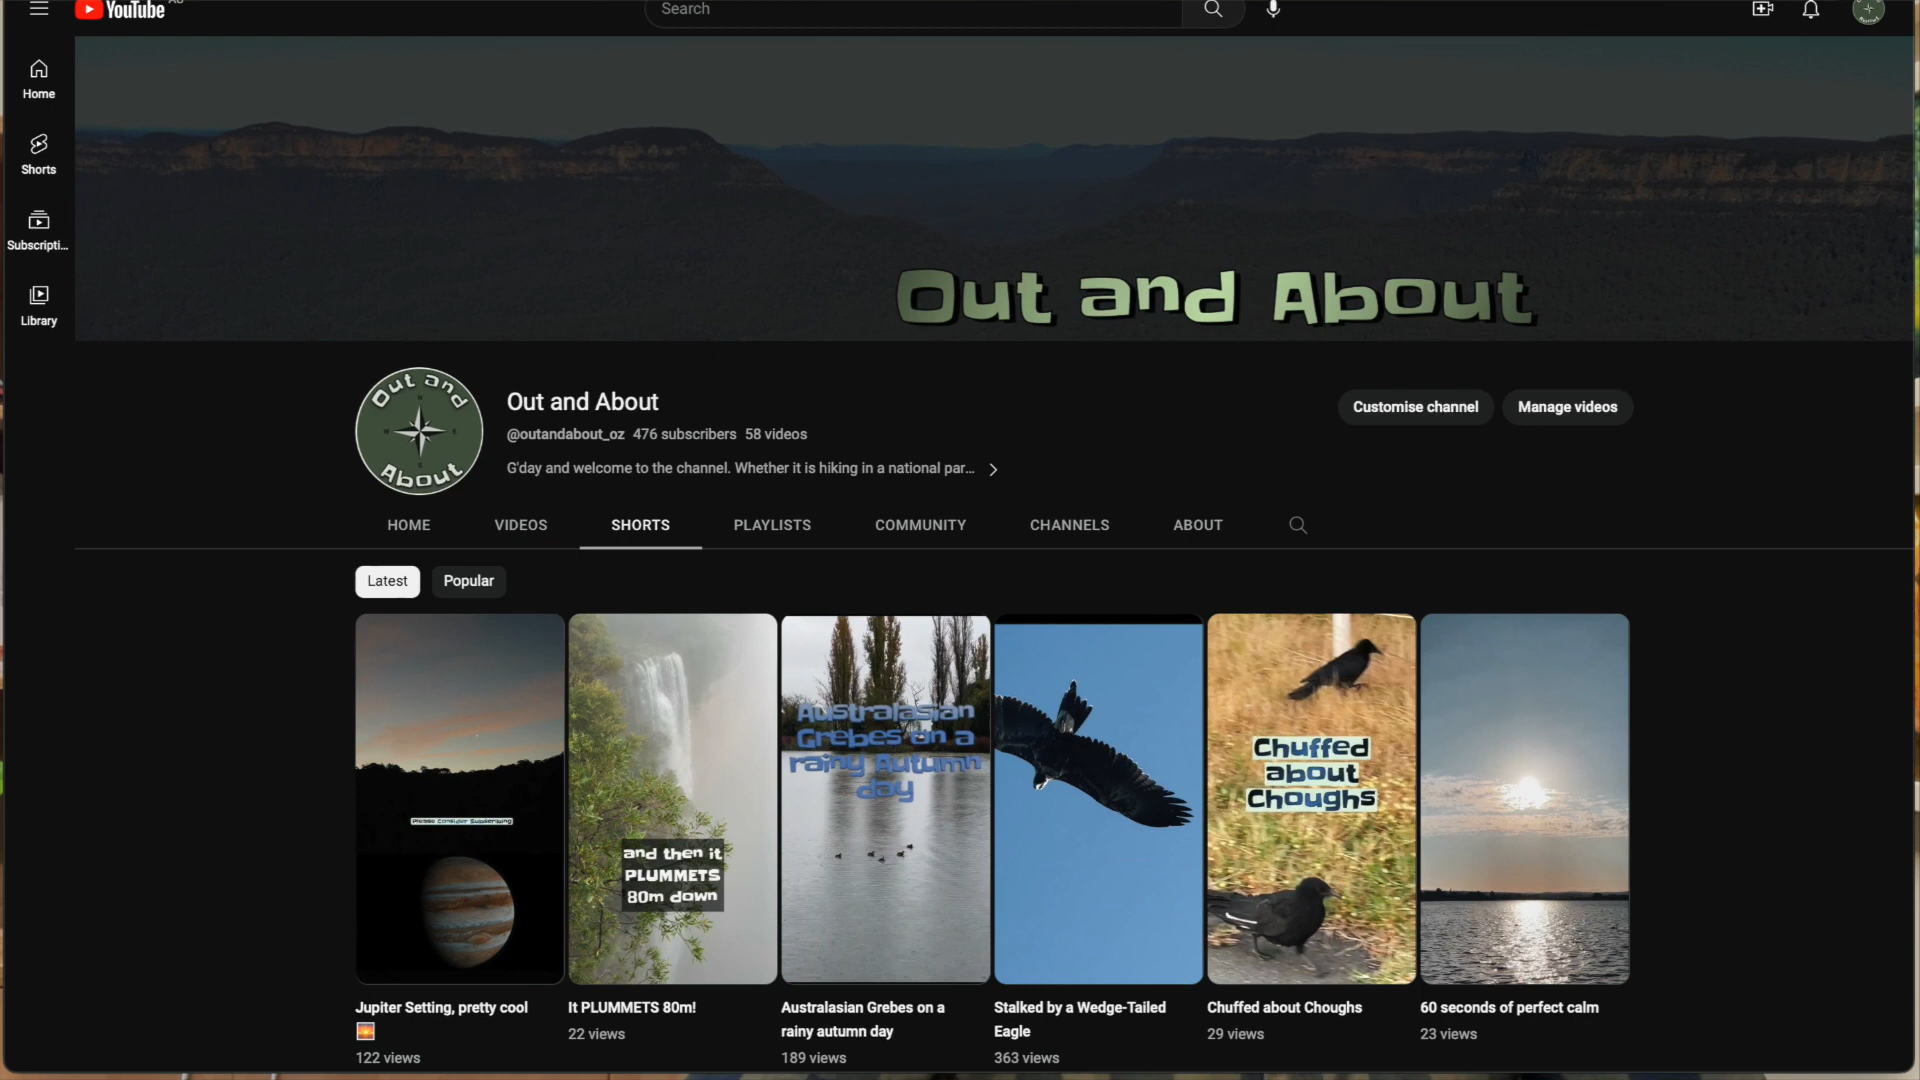 YouTube
Search
Home
Shorts
Subscripti...
Library
Out and About
Out and
About
Out and About
@outandabout_oz 476 subscribers 58 videos
G'day and welcome to the channel. Whether it is hiking in a national par...
Customise channel
Manage videos
HOME
VIDEOS
SHORTS
PLAYLISTS
COMMUNITY
CHANNELS
ABOUT
Latest
Popular
Please Consider Subscribing
and then it
PLUMMETS
80m down
Australasian
Grebes on a
rainy Autumn
day
Chuffed
about
Choughs
Jupiter Setting, pretty cool
122 views
It PLUMMETS 80m!
22 views
Australasian Grebes on a
rainy autumn day
189 views
Stalked by a Wedge-Tailed
Eagle
363 views
Chuffed about Choughs
29 views
60 seconds of perfect calm
23 views